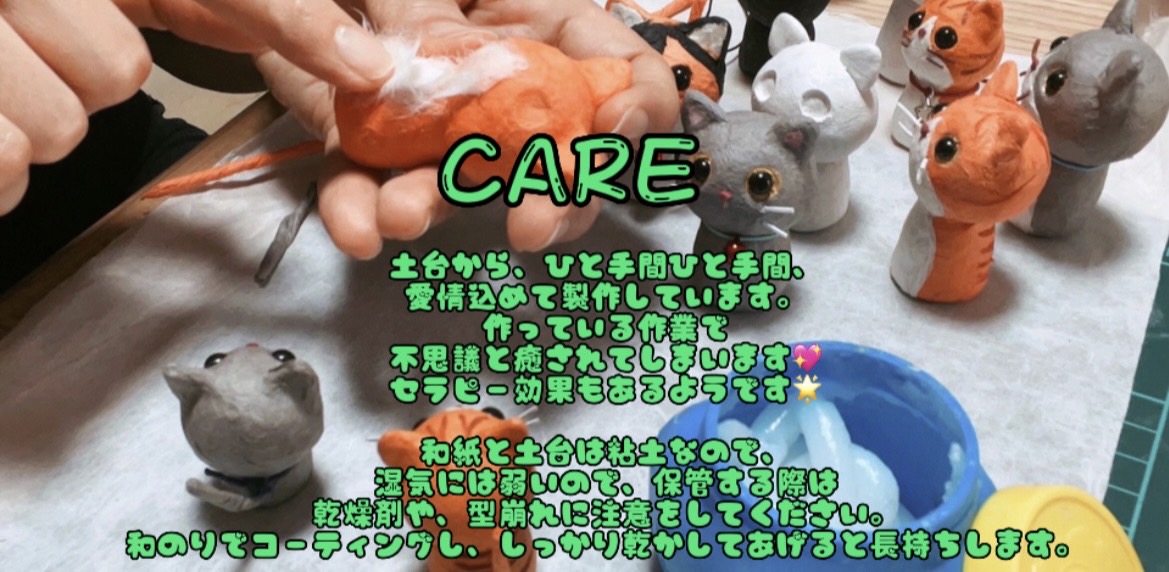 CARE
土台から、ひと手間ひと手間、
愛情込めて製作しています。
作っている作業で
不思議と癒されてしまいます💖
セラピー効果もあるようです🌟
和紙と土台は粘土なので、
湿気には弱いので、保管する際は
乾燥剤や、型崩れに注意をしてください。
和のりでコーティングし、しっかり乾かしてあげると長持ちします。